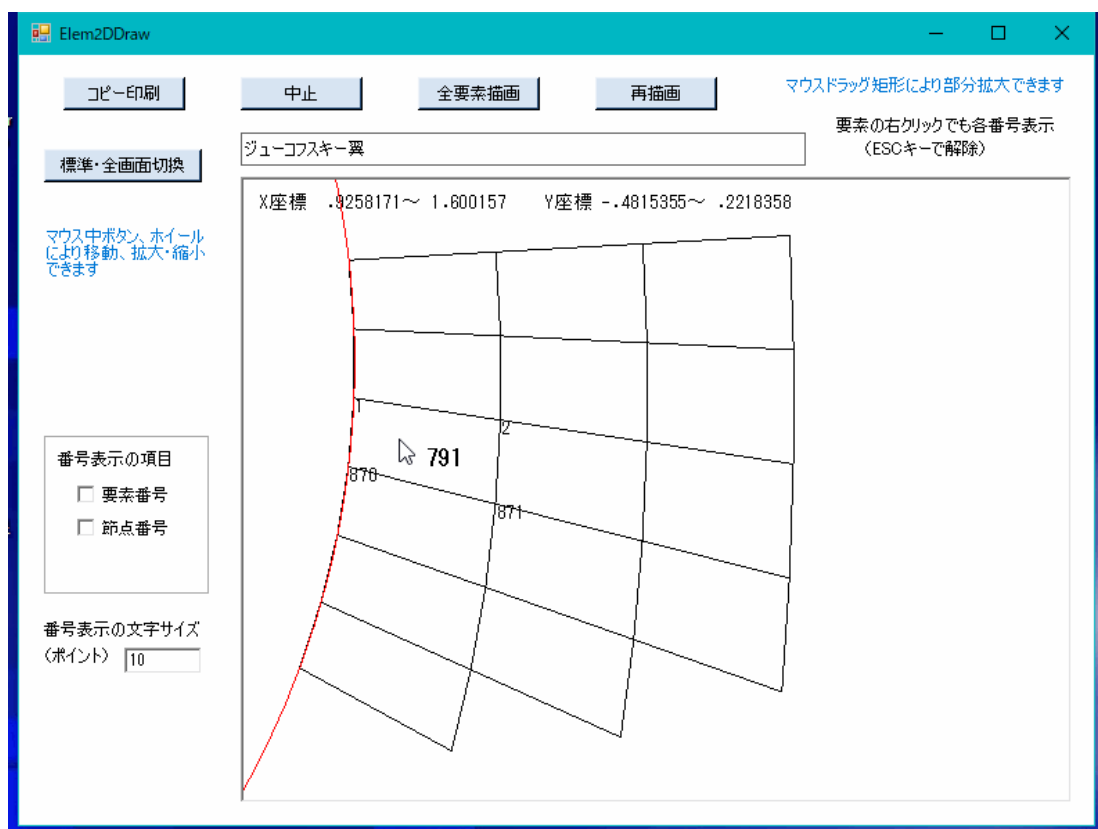 Elem2DDraw
コピー印刷
中止
全要素描画
再描画
マウスドラッグ矩形により部分拡大できます
要素の右クリックでも各番号表示
（ESCキーで解除）
標準・全画面切換
ジューコフスキー翼
X座標 .9258171～ 1.600157 Y座標 -.4815355～ .2218358
マウス中ボタン、ホイール
により移動、拡大・縮小
できます
1
2
791
870
871
番号表示の項目
要素番号
節点番号
番号表示の文字サイズ
（ポイント） 10